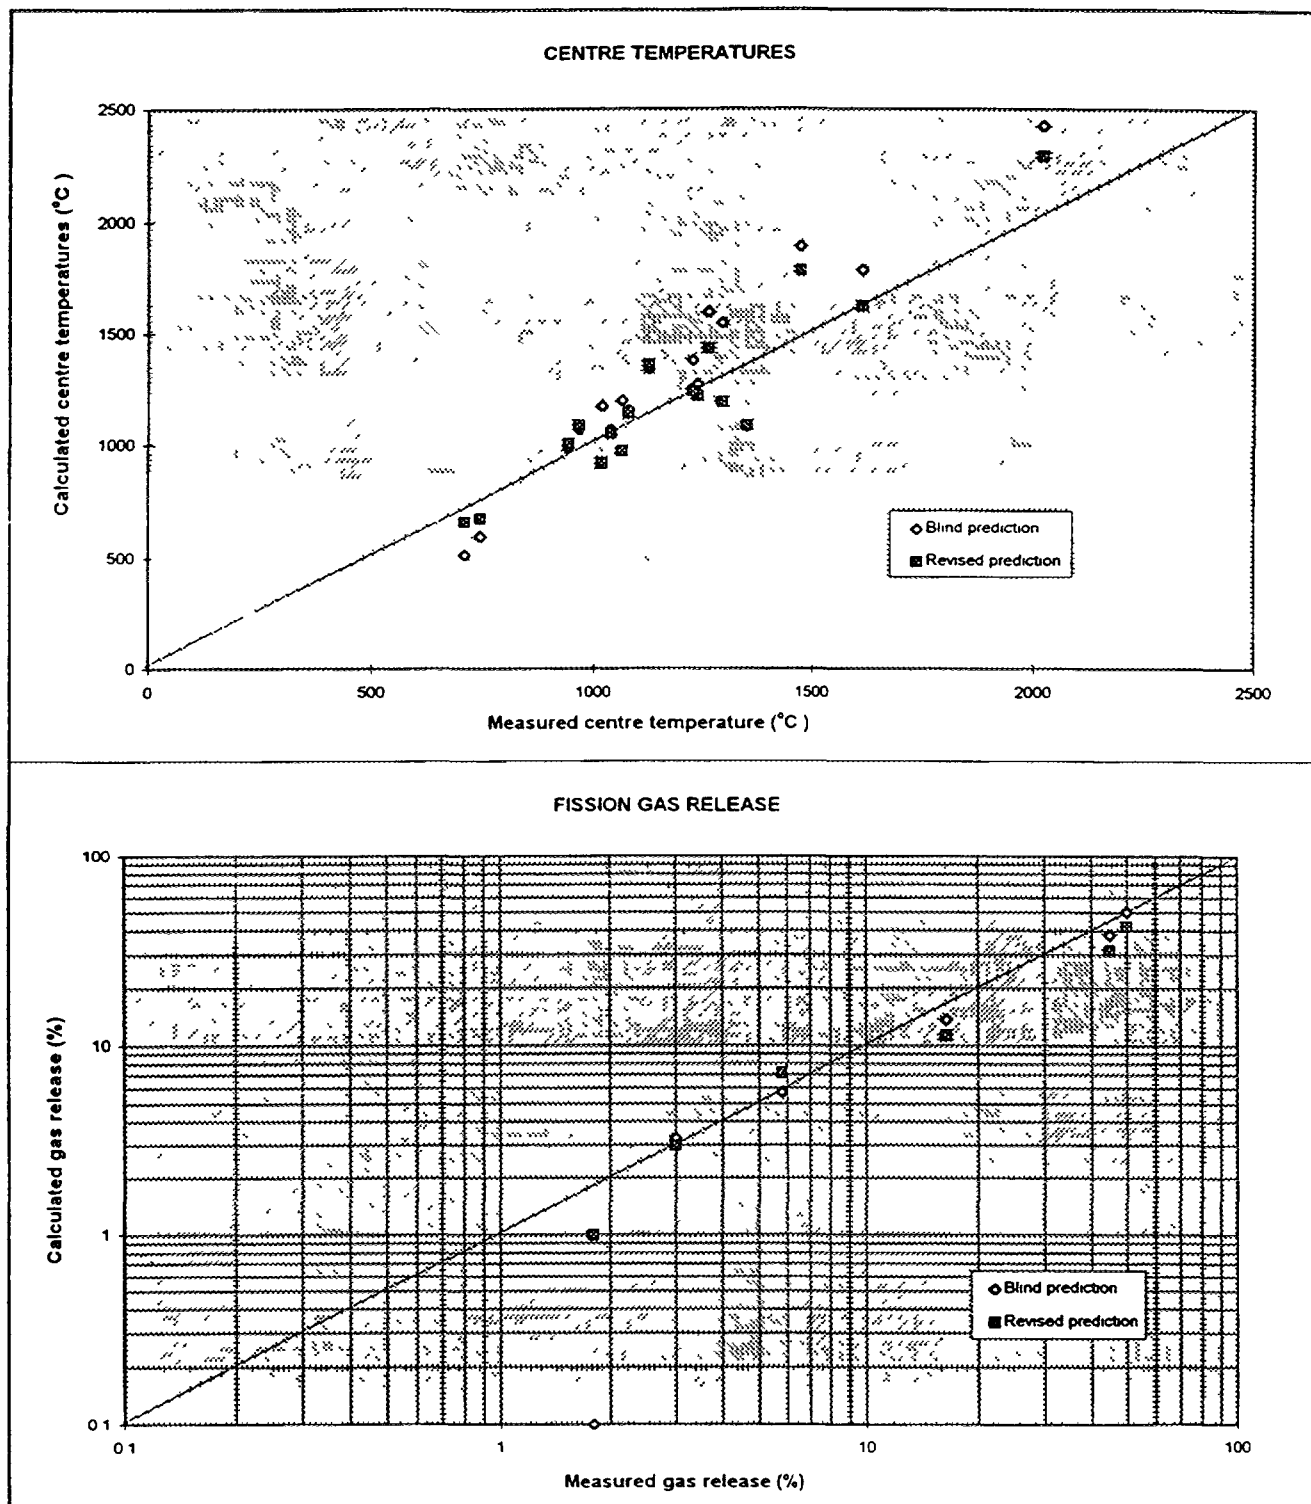 CENTRE TEMPERATURES
Calculated centre temperatures (°C)
2500
2000
1500
1000
500
0
Blind prediction
Revised prediction
0 500 1000 1500 2000 2500
Measured centre temperature (°C )
FISSION GAS RELEASE
Calculated gas release (%)
100
10
1
0 1
Blind prediction
Revised prediction
0 1 1 10 100
Measured gas release (%)